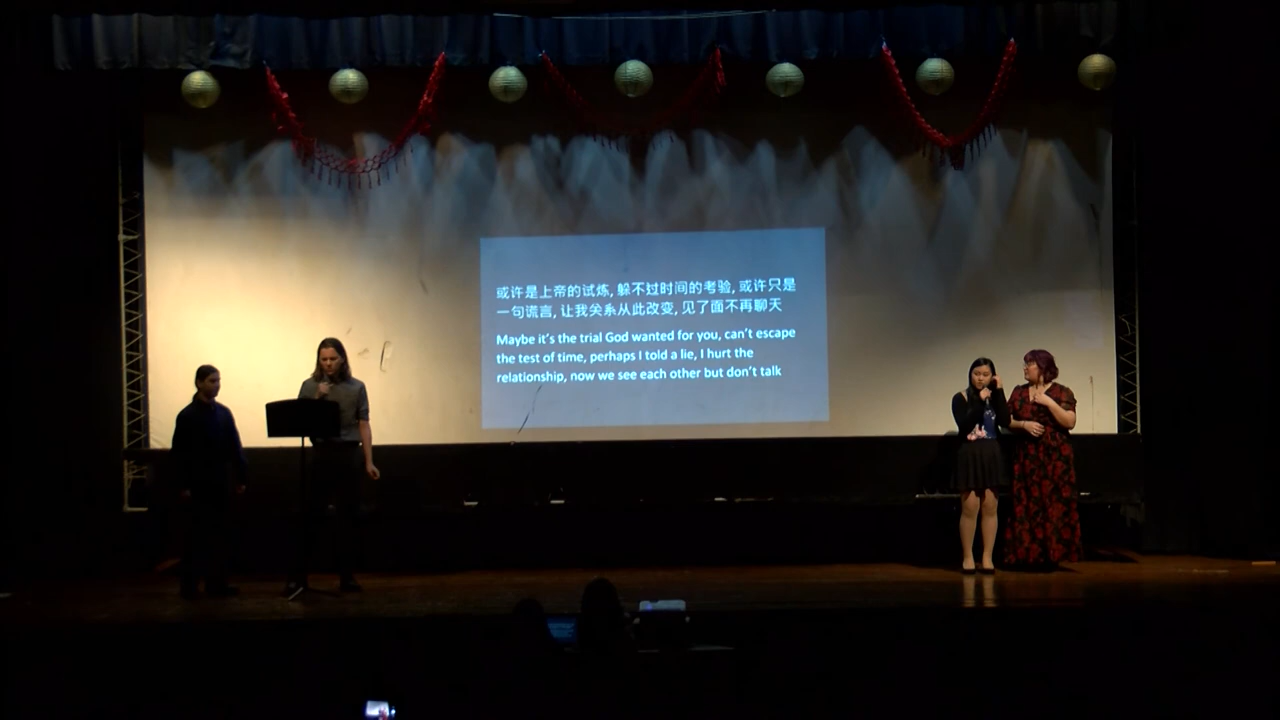 或许是上帝的试炼, 躲不过时间的考验, 或许只是
一句谎言, 让我关系从此改变, 见了面不再聊天
Maybe it's the trial God wanted for you, can't escape
the test of time, perhaps I told a lie, I hurt the
relationship, now we see each other but don't talk